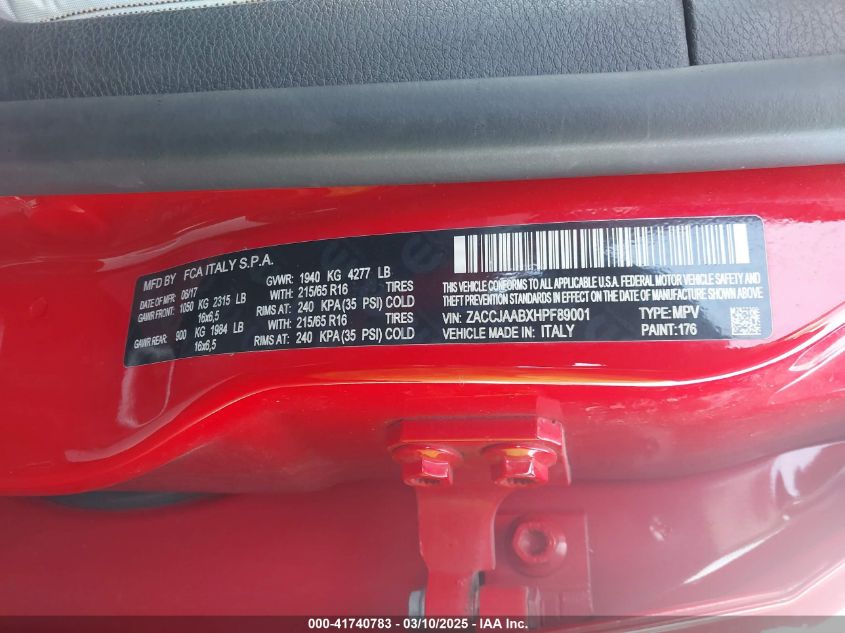 MFD BY FCA ITALY S.P.A.
DATE OF MFR: 06/17 GVWR: 1940 KG 4277 LB
GAWR FRONT: 1050 KG 2315 LB WITH: 215/65 R16 TIRES
16x6,5 RIMS AT: 240 KPA(35 PSI) COLD
GAWR REAR: 900 KG 1984 LB WITH: 215/65 R16 TIRES
16x6,5 RIMS AT: 240 KPA(35 PSI) COLD
THIS VEHICLE CONFORMS TO ALL APPLICABLE U.S.A. FEDERAL MOTOR VEHICLE SAFETY AND
THEFT PREVENTION STANDARDS IN EFFECT ON THE DATE OF MANUFACTURE SHOWN ABOVE.
VIN: ZACCJAABXHPF89001 TYPE: MPV
VEHICLE MADE IN: ITALY PAINT: 176
000-41740783 - 03/10/2025 - IAAI.com